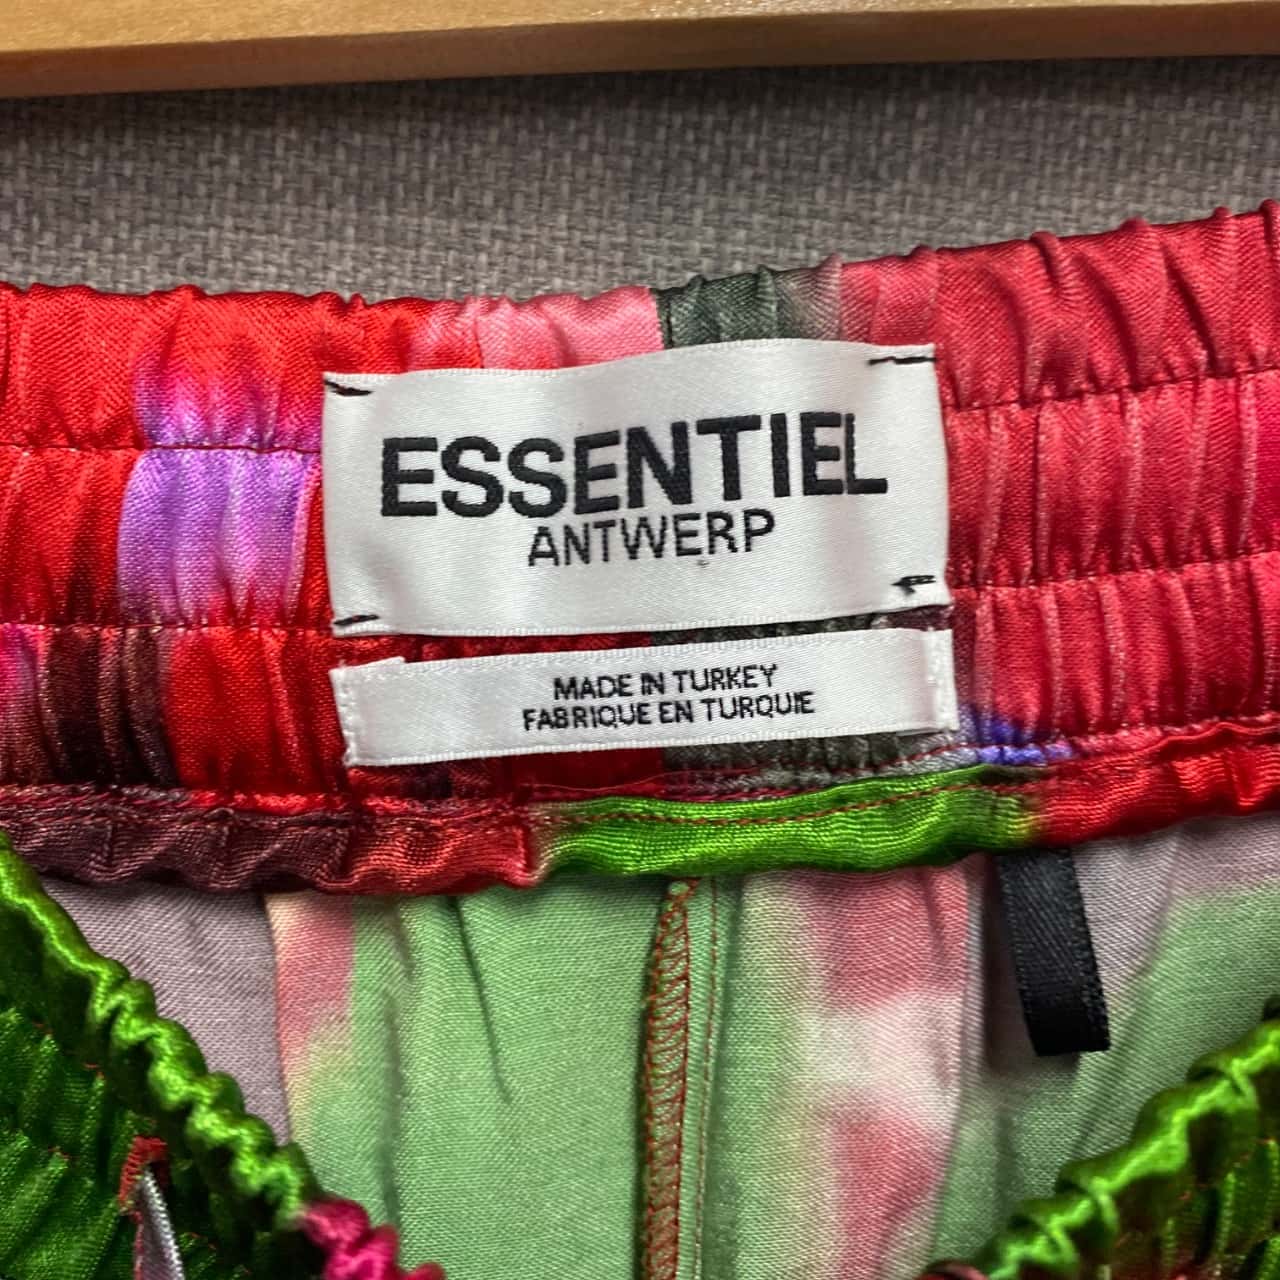 ESSENTIEL
ANTWERP
MADE IN TURKEY
FABRIQUE EN TURQUIE